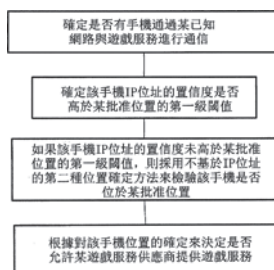 確定是否有手機通過某已知
網路與遊戲服務進行通信
確定該手機IP位址的置信度是否
高於某批准位置的第一級閾值
如果該手機IP位址的置信度未高於某批准
位置的第一級閾值，則採用不基於IP位址
的第二種位置確定方法來檢驗該手機是否
位於某批准位置
根據對該手機位置的確定來決定是否
允許某遊戲服務供應商提供遊戲服務